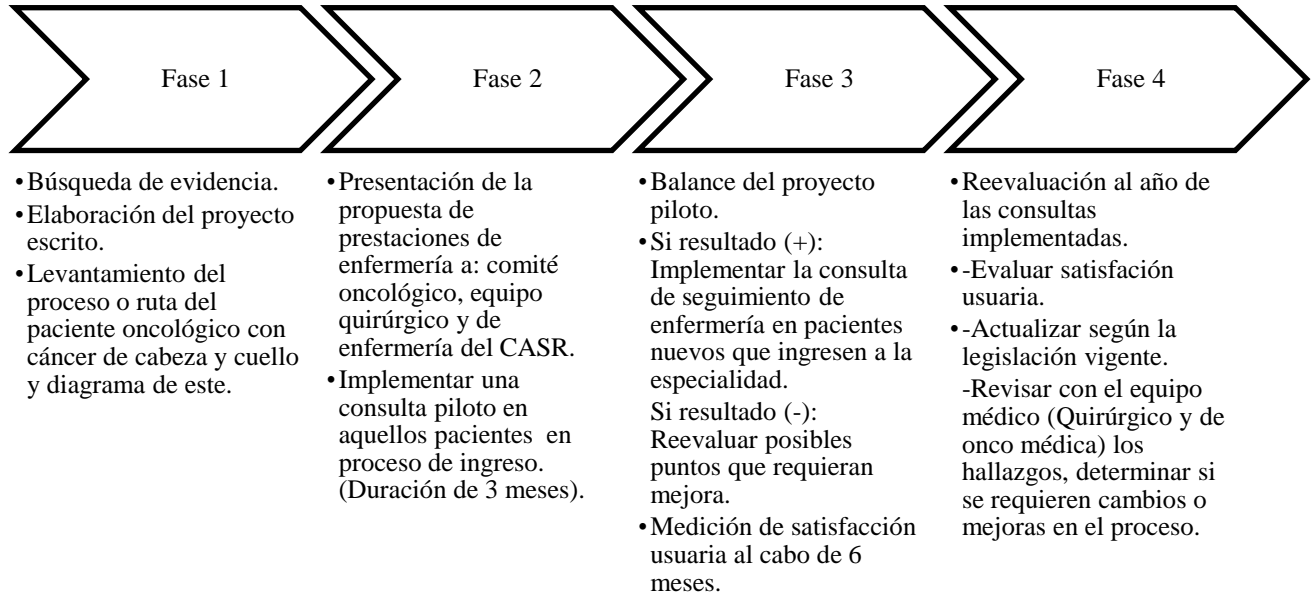 Fase 1
Fase 2
Fase 3
Fase 4
•Búsqueda de evidencia.
•Elaboración del proyecto
escrito.
•Levantamiento del
proceso o ruta del
paciente oncológico con
cáncer de cabeza y cuello
y diagrama de este.
•Presentación de la
propuesta de
prestaciones de
enfermería a: comité
oncológico, equipo
quirúrgico y de
enfermería del CASR.
•Implementar una
consulta piloto en
aquellos pacientes en
proceso de ingreso.
(Duración de 3 meses).
•Balance del proyecto
piloto.
•Si resultado (+):
Implementar la consulta
de seguimiento de
enfermería en pacientes
nuevos que ingresen a la
especialidad.
Si resultado (-):
Reevaluar posibles
puntos que requieran
mejora.
•Medición de satisfacción
usuaria al cabo de 6
meses.
•Reevaluación al año de
las consultas
implementadas.
•-Evaluar satisfacción
usuaria.
•-Actualizar según la
legislación vigente.
-Revisar con el equipo
médico (Quirúrgico y de
onco médica) los
hallazgos, determinar si
se requieren cambios o
mejoras en el proceso.